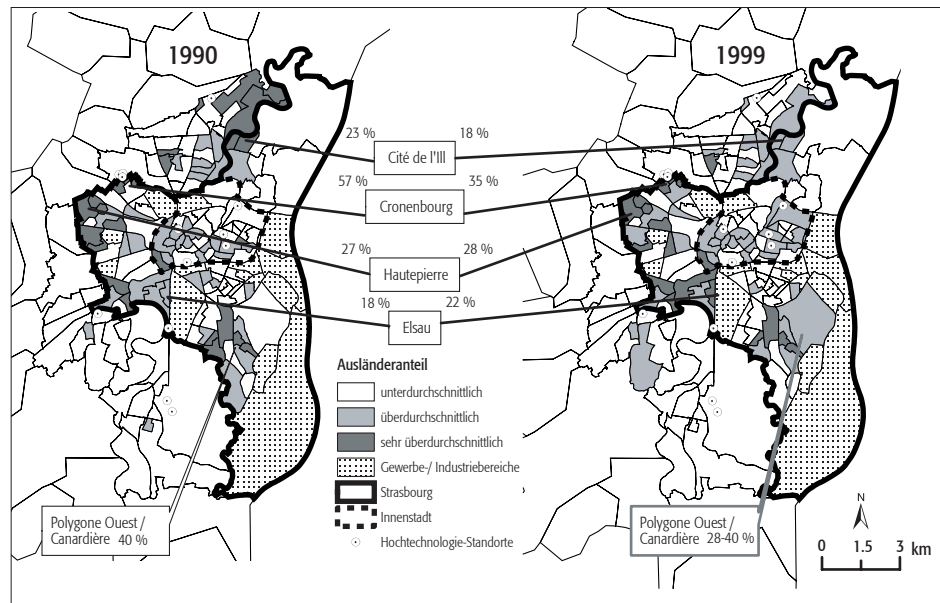 1990
1999
23 %
18 %
Cité de l'Ill
57 %
35 %
Cronenbourg
27 %
28 %
Hautepierre
18 %
22 %
Elsau
Ausländeranteil
unterdurchschnittlich
überdurchschnittlich
sehr überdurchschnittlich
Gewerbe-/ Industriebereiche
Strasbourg
Innenstadt
Hochtechnologie-Standorte
Polygone Ouest /
Canardière 40 %
Polygone Ouest /
Canardière 28-40 %
N
0 1.5 3 km